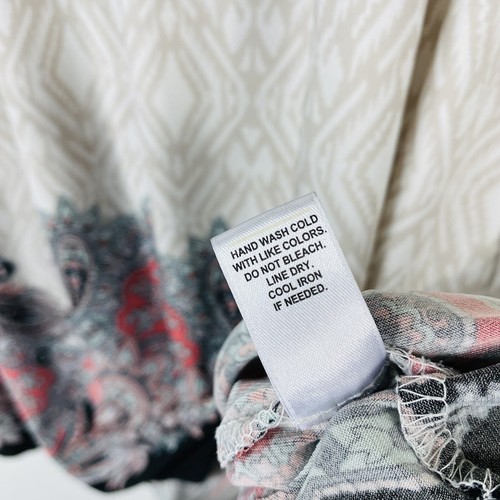 HAND WASH COLD
WITH LIKE COLORS.
DO NOT BLEACH.
LINE DRY.
COOL IRON
IF NEEDED.